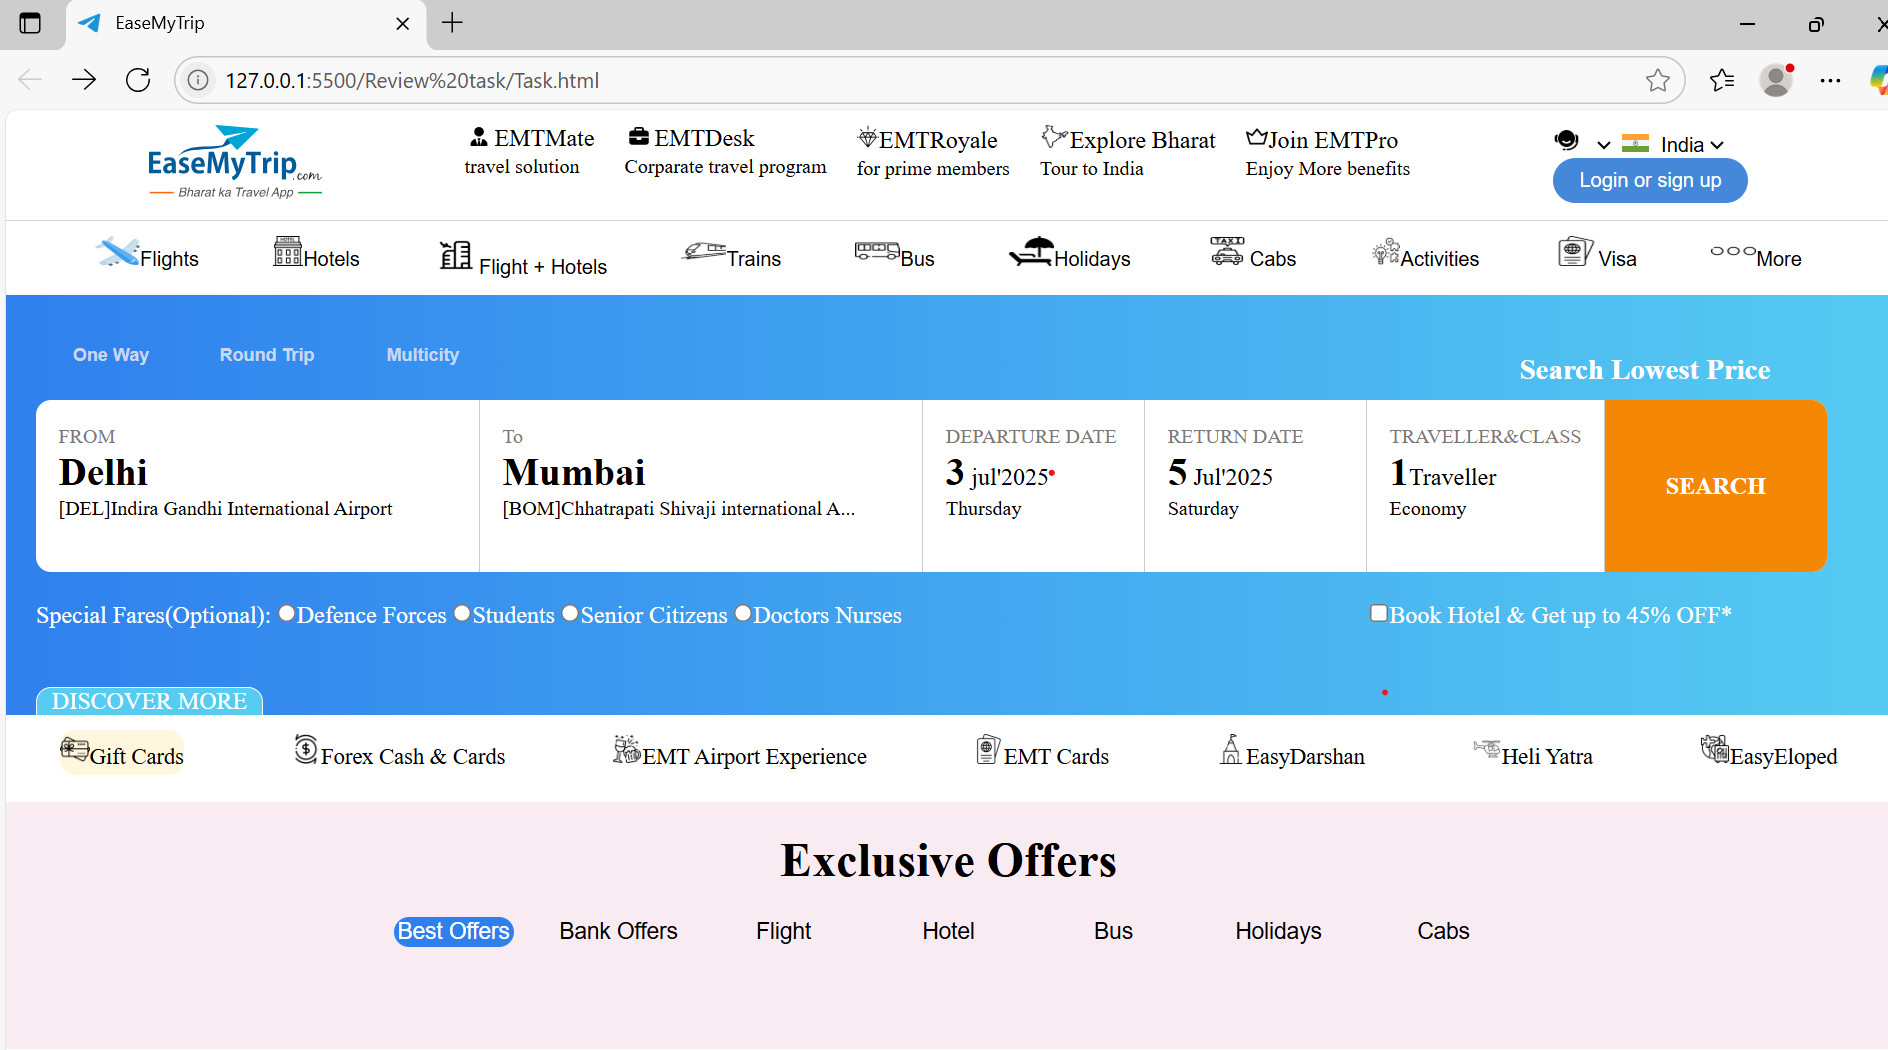 EaseMyTrip
127.0.0.1:5500/Review%20task/Task.html
EaseMyTrip.com
Bharat ka Travel App
EMTMate
travel solution
EMTDesk
Corparate travel program
EMTRoyale
for prime members
Explore Bharat
Tour to India
Join EMTPro
Enjoy More benefits
India
Login or sign up
Flights
HOTEL
Hotels
Flight + Hotels
Trains
Bus
Holidays
TAXI
Cabs
Activities
Visa
More
One Way Round Trip Multicity
Search Lowest Price
FROM
Delhi
[DEL]Indira Gandhi International Airport
To
Mumbai
[BOM]Chhatrapati Shivaji international A...
DEPARTURE DATE
3 jul'2025
Thursday
RETURN DATE
5 Jul'2025
Saturday
TRAVELLER&CLASS
1Traveller
Economy
SEARCH
Special Fares(Optional): Defence Forces Students Senior Citizens Doctors Nurses
Book Hotel & Get up to 45% OFF*
DISCOVER MORE
Gift Cards Forex Cash & Cards EMT Airport Experience EMT Cards EasyDarshan Heli Yatra EasyEloped
Exclusive Offers
Best Offers Bank Offers Flight Hotel Bus Holidays Cabs